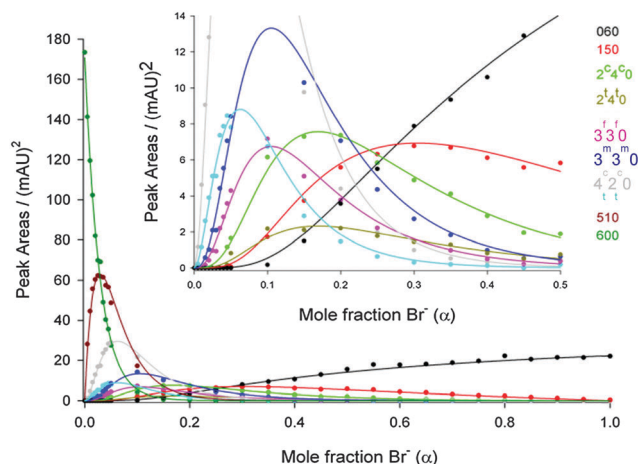 Peak Areas / (mAU)²
180
160
140
120
100
80
60
40
20
0
0.0 0.2 0.4 0.6 0.8 1.0
Mole fraction Br⁻ (α)
Peak Areas / (mAU)²
14
12
10
8
6
4
2
0
0.0 0.1 0.2 0.3 0.4 0.5
Mole fraction Br⁻ (α)
060
150
2ᶜ4ᶜ0
2ᵗ4ᵗ0
3ᶠ3ᶠ0
3ᵐ3ᵐ0
4ᶜ2ᶜ0
t t
510
600